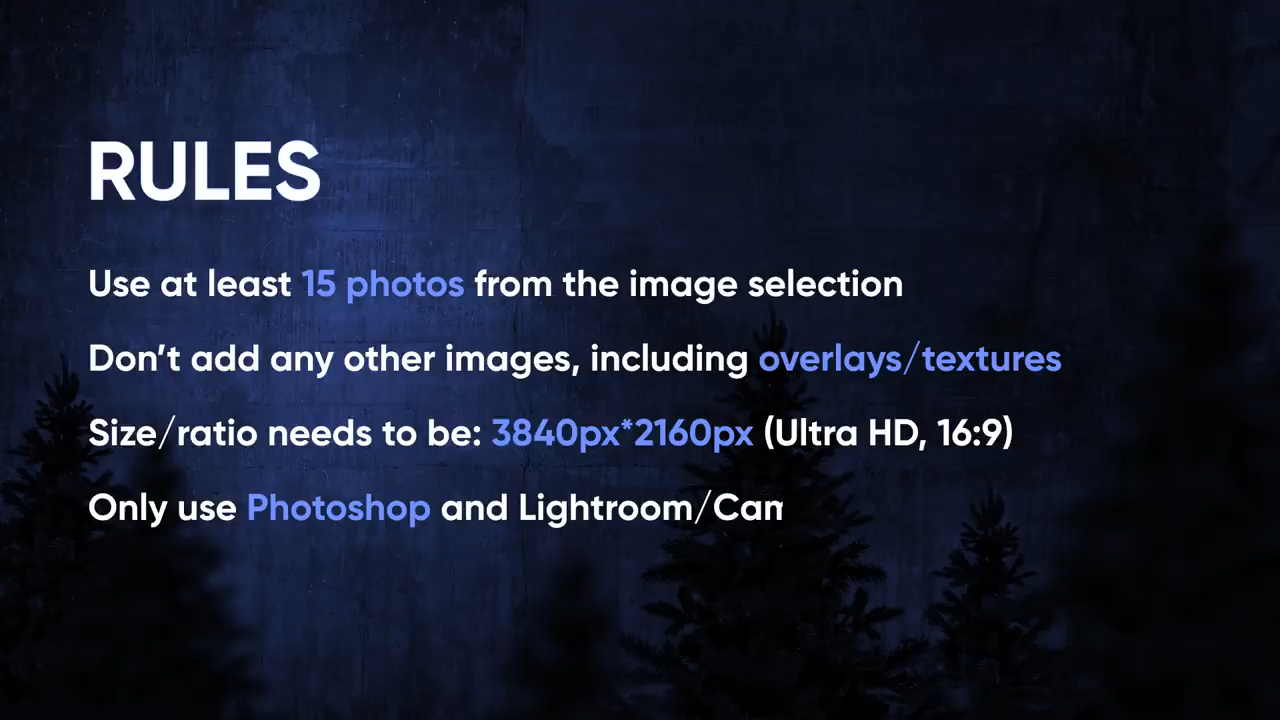 RULES
Use at least 15 photos from the image selection
Don’t add any other images, including overlays/textures
Size/ratio needs to be: 3840px*2160px (Ultra HD, 16:9)
Only use Photoshop and Lightroom/Cam